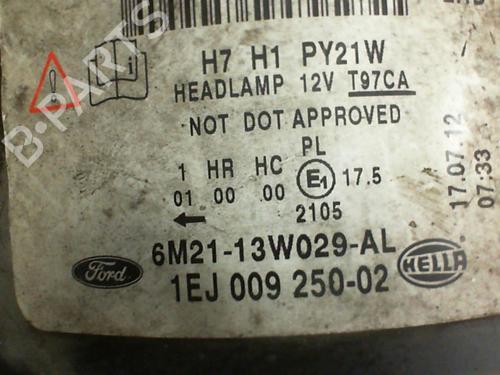 H7 H1 PY21W
HEADLAMP 12V T97CA
NOT DOT APPROVED
PL
1 HR HC E1 17.5
01 00 00
2105
6M21-13W029-AL
1EJ 009 250-02
Ford
HELLA
17.07.12
07:33
B-PARTS